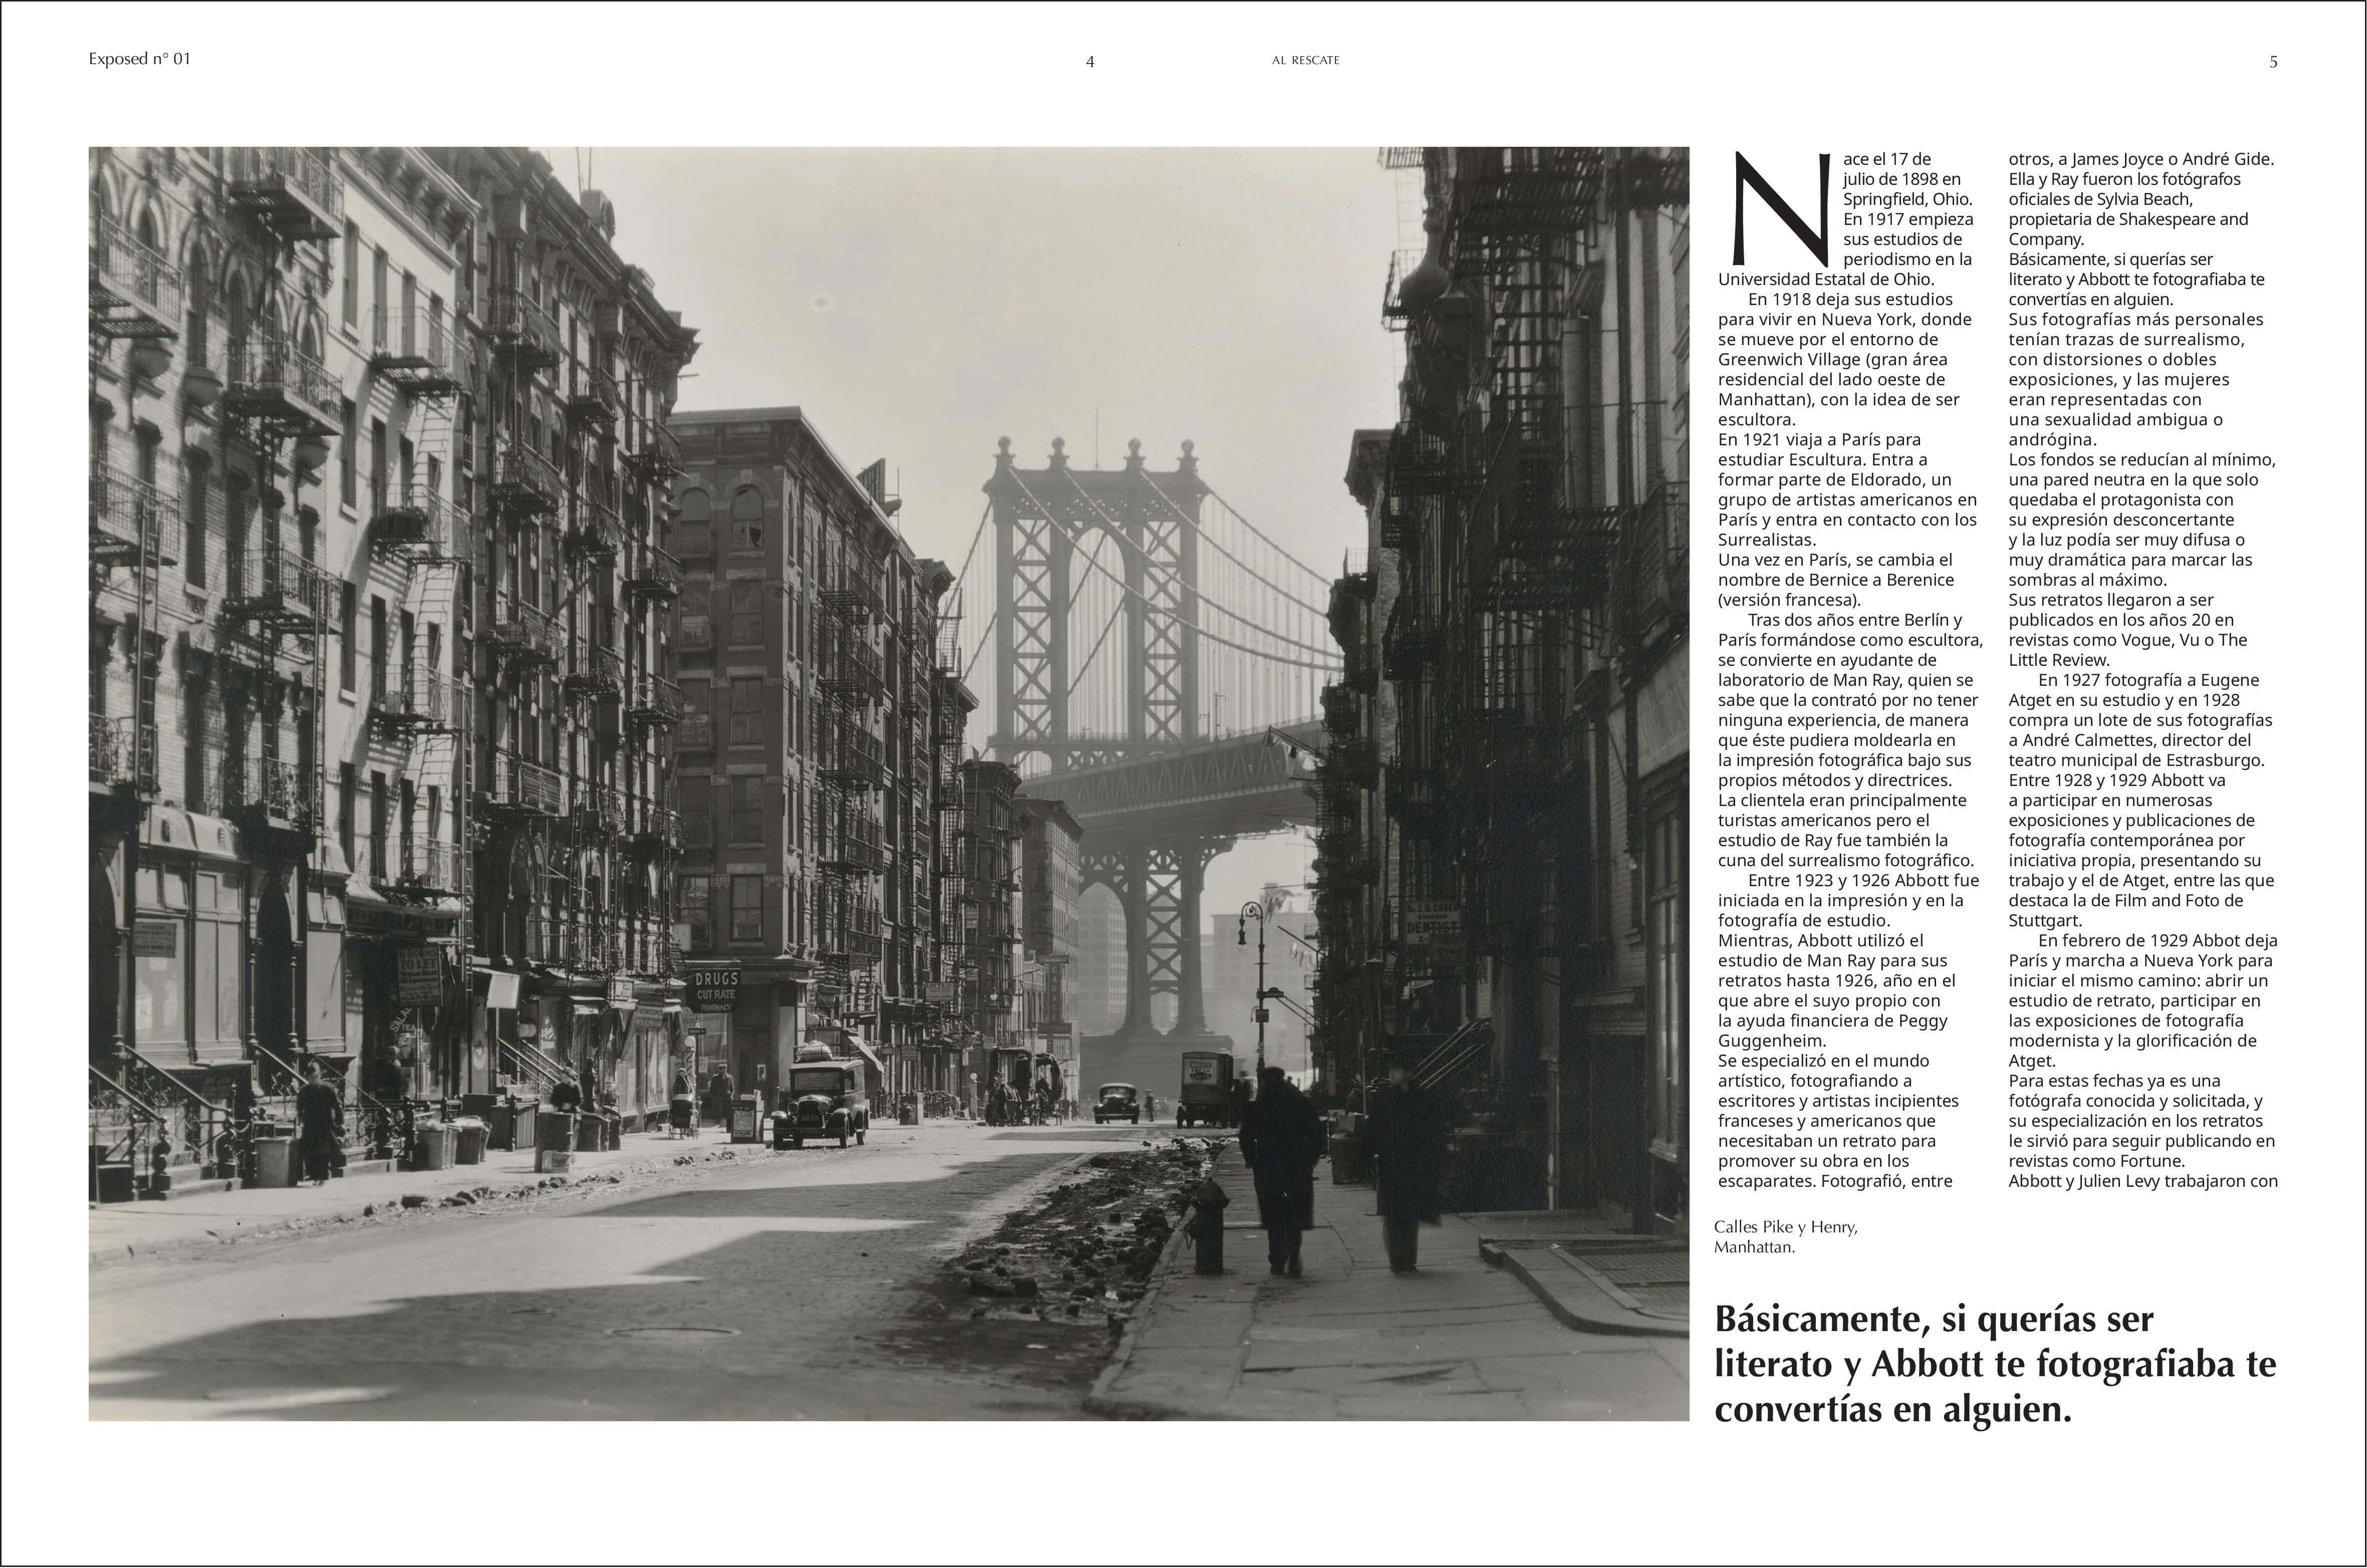 Exposed n° 01
4
AL RESCATE
5
Nace el 17 de
julio de 1898 en
Springfield, Ohio.
En 1917 empieza
sus estudios de
periodismo en la
Universidad Estatal de Ohio.
En 1918 deja sus estudios
para vivir en Nueva York, donde
se mueve por el entorno de
Greenwich Village (gran área
residencial del lado oeste de
Manhattan), con la idea de ser
escultora.
En 1921 viaja a París para
estudiar Escultura. Entra a
formar parte de Eldorado, un
grupo de artistas americanos en
París y entra en contacto con los
Surrealistas.
Una vez en París, se cambia el
nombre de Bernice a Berenice
(versión francesa).
Tras dos años entre Berlín y
París formándose como escultora,
se convierte en ayudante de
laboratorio de Man Ray, quien se
sabe que la contrató por no tener
ninguna experiencia, de manera
que éste pudiera moldearla en
la impresión fotográfica bajo sus
propios métodos y directrices.
La clientela eran principalmente
turistas americanos pero el
estudio de Ray fue también la
cuna del surrealismo fotográfico.
Entre 1923 y 1926 Abbott fue
iniciada en la impresión y en la
fotografía de estudio.
Mientras, Abbott utilizó el
estudio de Man Ray para sus
retratos hasta 1926, año en el
que abre el suyo propio con
la ayuda financiera de Peggy
Guggenheim.
Se especializó en el mundo
artístico, fotografiando a
escritores y artistas incipientes
franceses y americanos que
necesitaban un retrato para
promover su obra en los
escaparates. Fotografió, entre
otros, a James Joyce o André Gide.
Ella y Ray fueron los fotógrafos
oficiales de Sylvia Beach,
propietaria de Shakespeare and
Company.
Básicamente, si querías ser
literato y Abbott te fotografiaba te
convertías en alguien.
Sus fotografías más personales
tenían trazas de surrealismo,
con distorsiones o dobles
exposiciones, y las mujeres
eran representadas con
una sexualidad ambigua o
andrógina.
Los fondos se reducían al mínimo,
una pared neutra en la que solo
quedaba el protagonista con
su expresión desconcertante
y la luz podía ser muy difusa o
muy dramática para marcar las
sombras al máximo.
Sus retratos llegaron a ser
publicados en los años 20 en
revistas como Vogue, Vu o The
Little Review.
En 1927 fotografía a Eugene
Atget en su estudio y en 1928
compra un lote de sus fotografías
a André Calmettes, director del
teatro municipal de Estrasburgo.
Entre 1928 y 1929 Abbott va
a participar en numerosas
exposiciones y publicaciones de
fotografía contemporánea por
iniciativa propia, presentando su
trabajo y el de Atget, entre las que
destaca la de Film and Foto de
Stuttgart.
En febrero de 1929 Abbot deja
París y marcha a Nueva York para
iniciar el mismo camino: abrir un
estudio de retrato, participar en
las exposiciones de fotografía
modernista y la glorificación de
Atget.
Para estas fechas ya es una
fotógrafa conocida y solicitada, y
su especialización en los retratos
le sirvió para seguir publicando en
revistas como Fortune.
Abbott y Julien Levy trabajaron con
Calles Pike y Henry,
Manhattan.
Básicamente, si querías ser
literato y Abbott te fotografiaba te
convertías en alguien.
TO LET
DRUGS
CUT RATE
PHARMACY
DENTIST